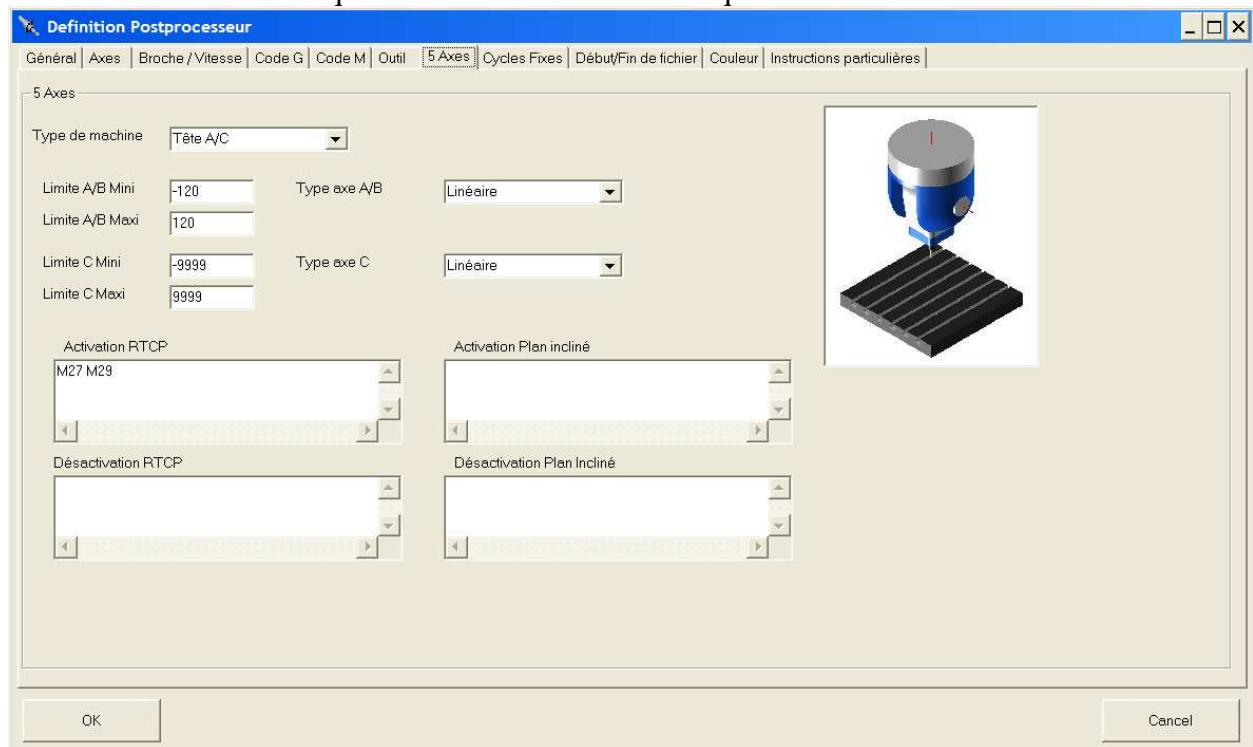 Definition Postprocesseur
Général Axes Broche / Vitesse Code G Code M Outil 5 Axes Cycles Fixes Début/Fin de fichier Couleur Instructions particulières
5 Axes
Type de machine Tête A/C
Limite A/B Mini -120 Type axe A/B Linéaire
Limite A/B Maxi 120
Limite C Mini -9999 Type axe C Linéaire
Limite C Maxi 9999
Activation RTCP Activation Plan incliné
M27 M29
Désactivation RTCP Désactivation Plan Incliné
OK Cancel